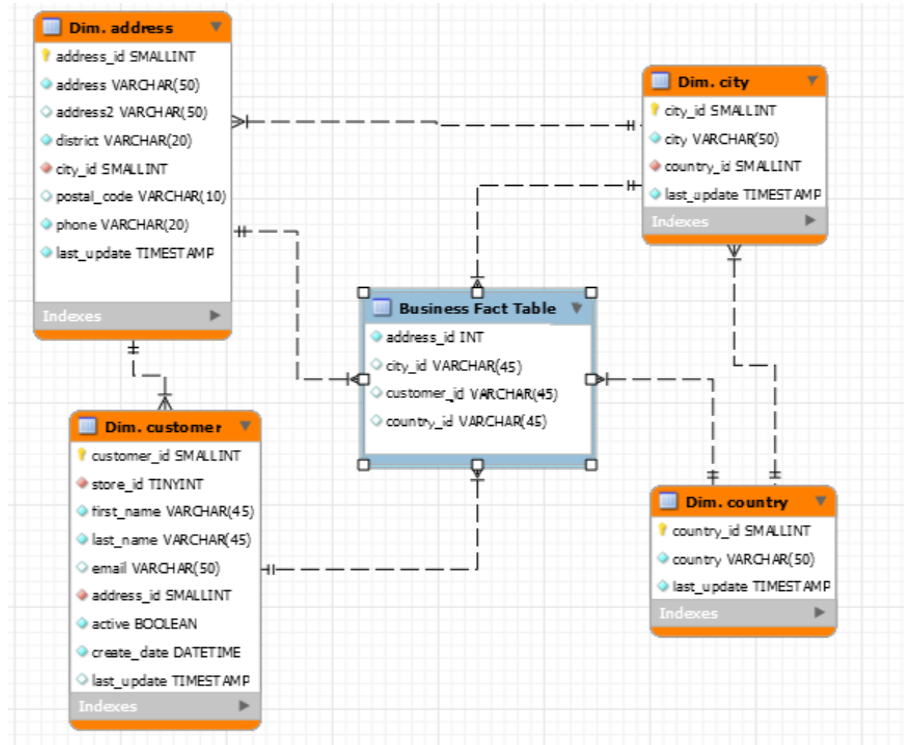 Dim. address
address_id SMALLINT
address VARCHAR(50)
address2 VARCHAR(50)
district VARCHAR(20)
city_id SMALLINT
postal_code VARCHAR(10)
phone VARCHAR(20)
last_update TIMESTAMP
Indexes
Dim. city
city_id SMALLINT
city VARCHAR(50)
country_id SMALLINT
last_update TIMESTAMP
Indexes
Business Fact Table
address_id INT
city_id VARCHAR(45)
customer_id VARCHAR(45)
country_id VARCHAR(45)
Dim. customer
customer_id SMALLINT
store_id TINYINT
first_name VARCHAR(45)
last_name VARCHAR(45)
email VARCHAR(50)
address_id SMALLINT
active BOOLEAN
create_date DATETIME
last_update TIMESTAMP
Indexes
Dim. country
country_id SMALLINT
country VARCHAR(50)
last_update TIMESTAMP
Indexes